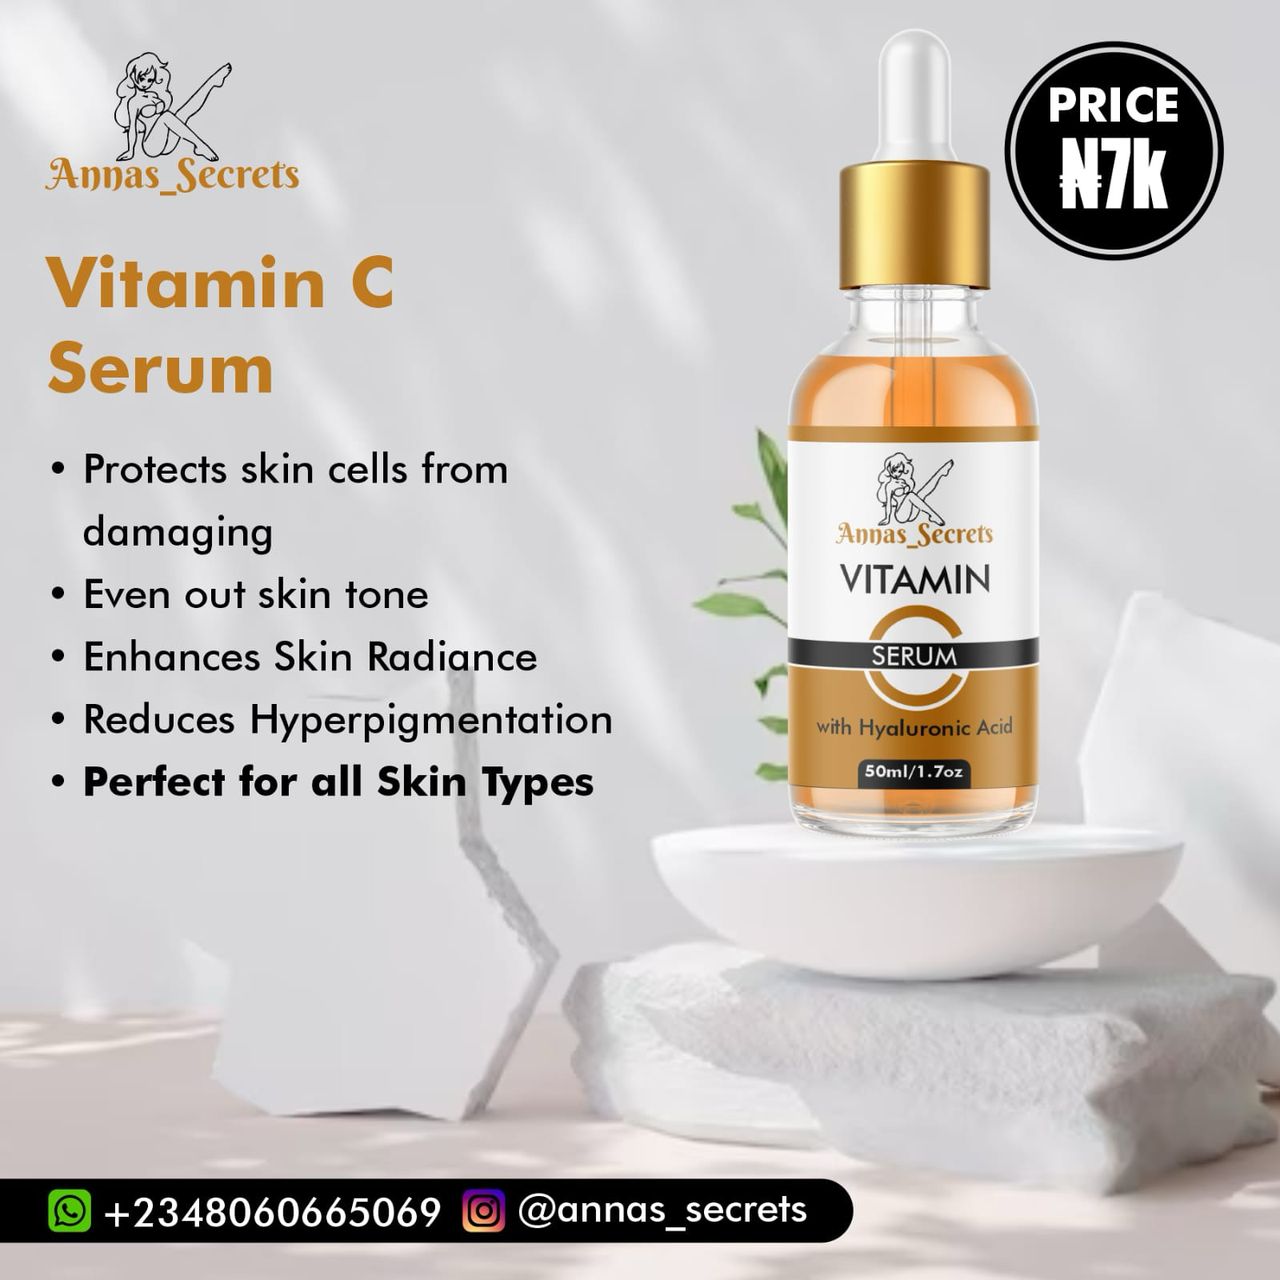 Annas_Secrets
Vitamin C
Serum
• Protects skin cells from
damaging
• Even out skin tone
• Enhances Skin Radiance
• Reduces Hyperpigmentation
• Perfect for all Skin Types
PRICE
₦7k
Annas_Secrets
VITAMIN
C
SERUM
with Hyaluronic Acid
50ml/1.7oz
+2348060665069 @annas_secrets